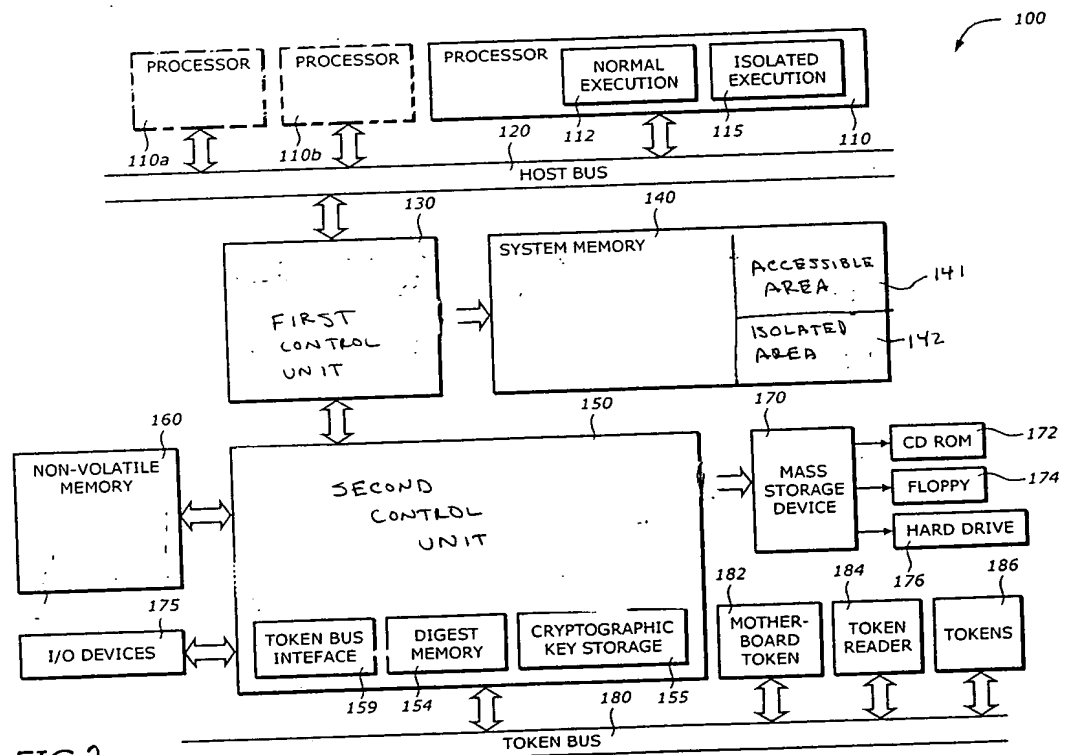 100
PROCESSOR
PROCESSOR
PROCESSOR
NORMAL
EXECUTION
ISOLATED
EXECUTION
110a
110b
120
112
115
110
HOST BUS
130
140
FIRST
CONTROL
UNIT
SYSTEM MEMORY
ACCESSIBLE
AREA
141
ISOLATED
AREA
142
150
160
170
NON-VOLATILE
MEMORY
SECOND
CONTROL
UNIT
MASS
STORAGE
DEVICE
CD ROM
172
FLOPPY
174
HARD DRIVE
176
175
I/O DEVICES
TOKEN BUS
INTEFACE
DIGEST
MEMORY
CRYPTOGRAPHIC
KEY STORAGE
159
154
155
182
184
186
MOTHER-
BOARD
TOKEN
TOKEN
READER
TOKENS
180
TOKEN BUS
FIG 2